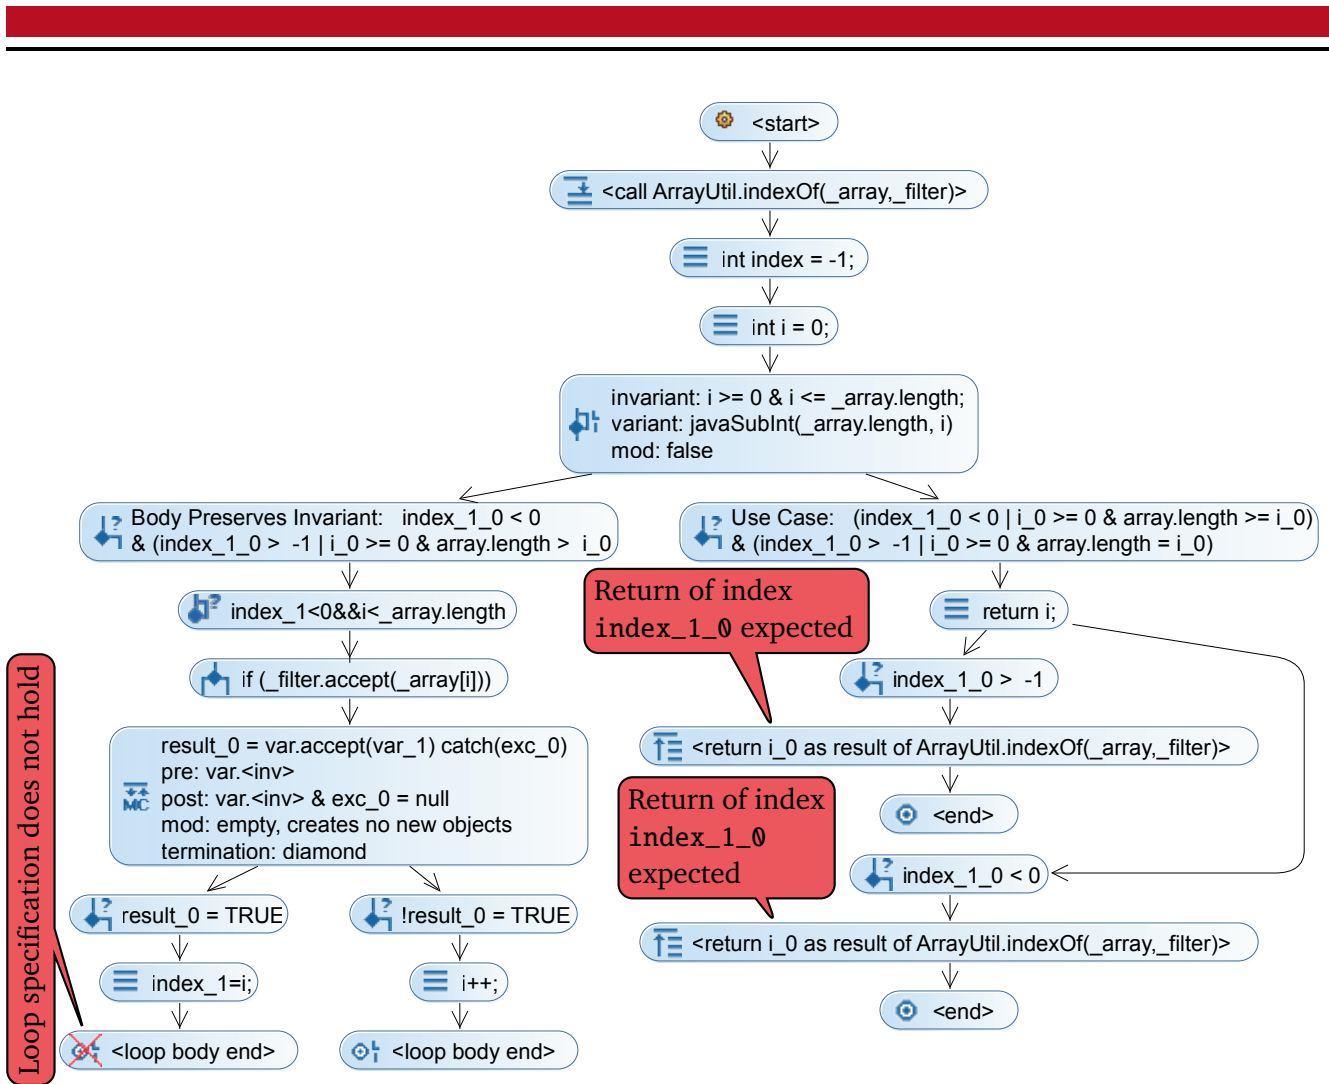 <start>
<call ArrayUtil.indexOf(_array,_filter)>
int index = -1;
int i = 0;
invariant: i >= 0 & i <= _array.length;
variant: javaSubInt(_array.length, i)
mod: false
Body Preserves Invariant: index_1_0 < 0
& (index_1_0 > -1 | i_0 >= 0 & array.length > i_0
Use Case: (index_1_0 < 0 | i_0 >= 0 & array.length >= i_0)
& (index_1_0 > -1 | i_0 >= 0 & array.length = i_0)
index_1<0&&i<_array.length
Return of index
index_1_0 expected
return i;
if (_filter.accept(_array[i]))
index_1_0 > -1
result_0 = var.accept(var_1) catch(exc_0)
pre: var.<inv>
post: var.<inv> & exc_0 = null
mod: empty, creates no new objects
termination: diamond
<return i_0 as result of ArrayUtil.indexOf(_array,_filter)>
Return of index
index_1_0
expected
<end>
index_1_0 < 0
Loop specification does not hold
result_0 = TRUE
!result_0 = TRUE
<return i_0 as result of ArrayUtil.indexOf(_array,_filter)>
index_1=i;
i++;
<end>
<loop body end>
<loop body end>
MC